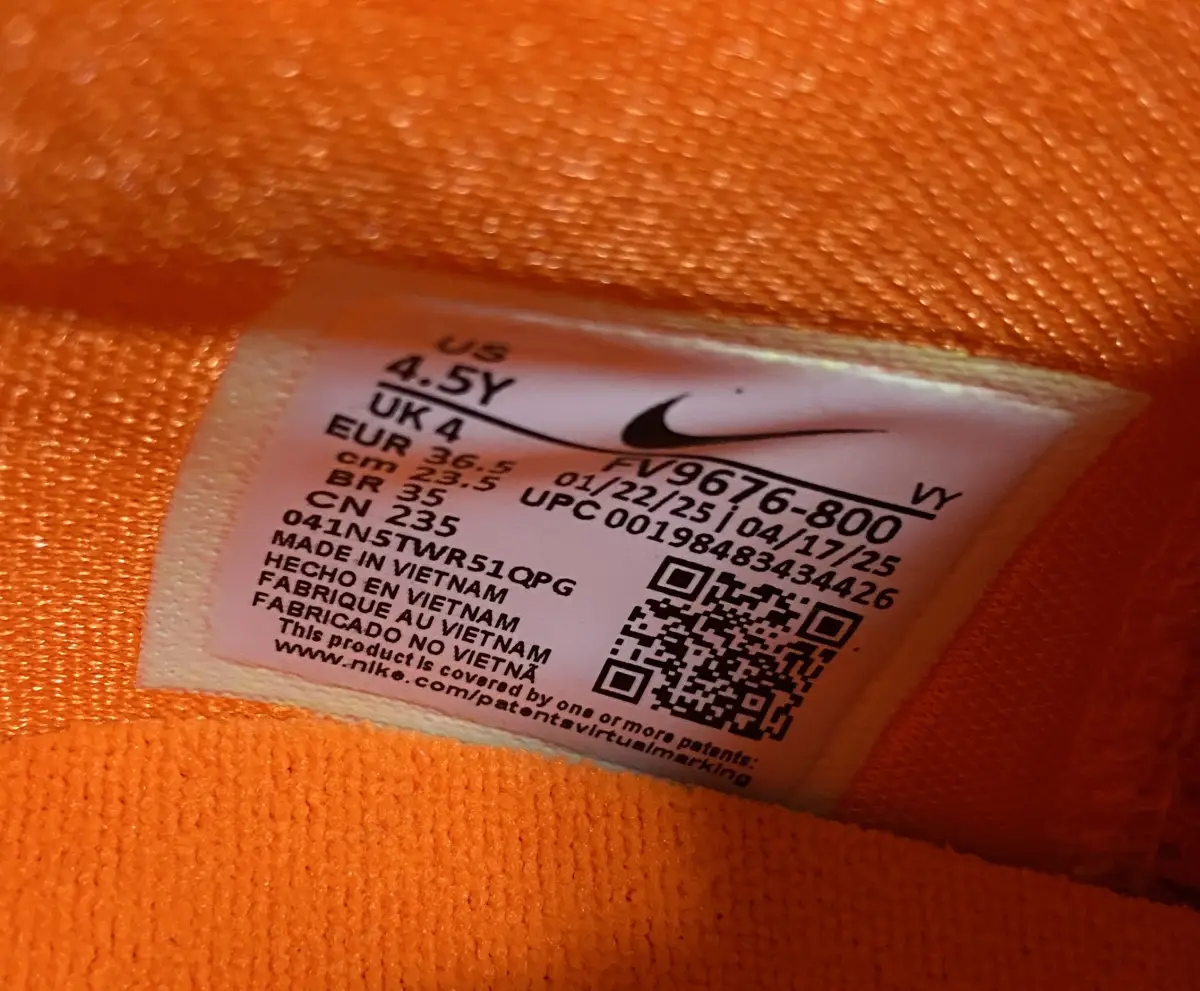 US
4.5Y
UK 4
EUR 36.5
cm 23.5
BR 35
CN 235
VY
FV9676-800
01/22/25 | 04/17/25
UPC 00198483434426
041N5TWR51QPG
MADE IN VIETNAM
HECHO EN VIETNAM
FABRIQUE AU VIETNAM
FABRICADO NO VIETNÃ
This product is covered by one or more patents:
www.nike.com/patentsvirtualmarking